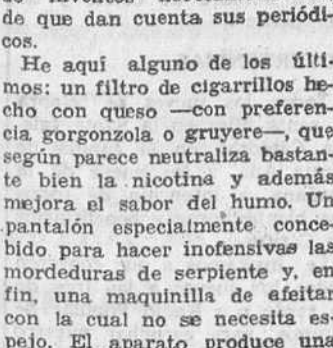 de que dan cuenta sus periódi-
cos.
He aquí alguno de los últi-
mos: un filtro de cigarrillos he-
cho con queso —con preferen-
cia gorgonzola o gruyere—, que
según parece neutraliza bastan-
te bien la nicotina y además
mejora el sabor del humo. Un
pantalón especialmente conce-
bido para hacer inofensivas las
mordeduras de serpiente y, en
fin, una maquinilla de afeitar
con la cual no se necesita es-
pejo. El aparato produce una